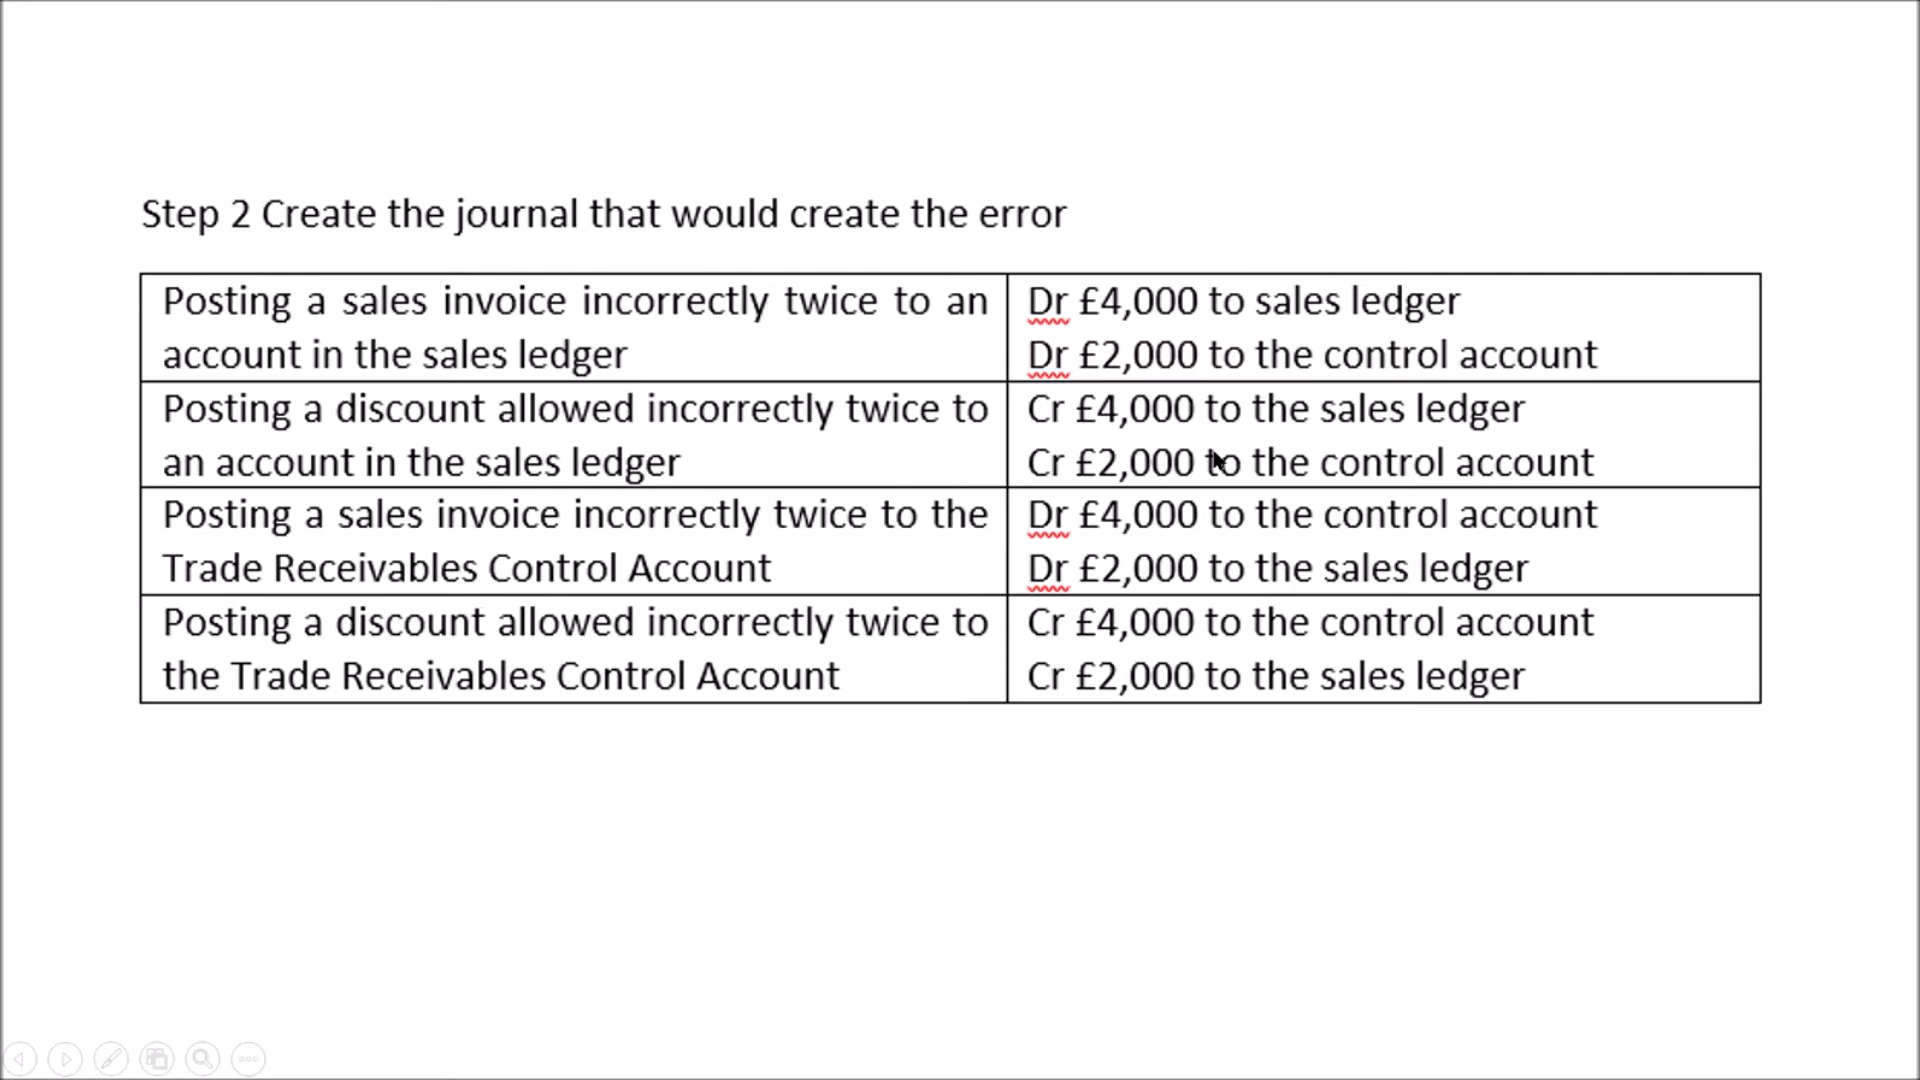 Step 2 Create the journal that would create the error
Posting a sales invoice incorrectly twice to an
account in the sales ledger
Dr £4,000 to sales ledger
Dr £2,000 to the control account
Posting a discount allowed incorrectly twice to
an account in the sales ledger
Cr £4,000 to the sales ledger
Cr £2,000 to the control account
Posting a sales invoice incorrectly twice to the
Trade Receivables Control Account
Dr £4,000 to the control account
Dr £2,000 to the sales ledger
Posting a discount allowed incorrectly twice to
the Trade Receivables Control Account
Cr £4,000 to the control account
Cr £2,000 to the sales ledger